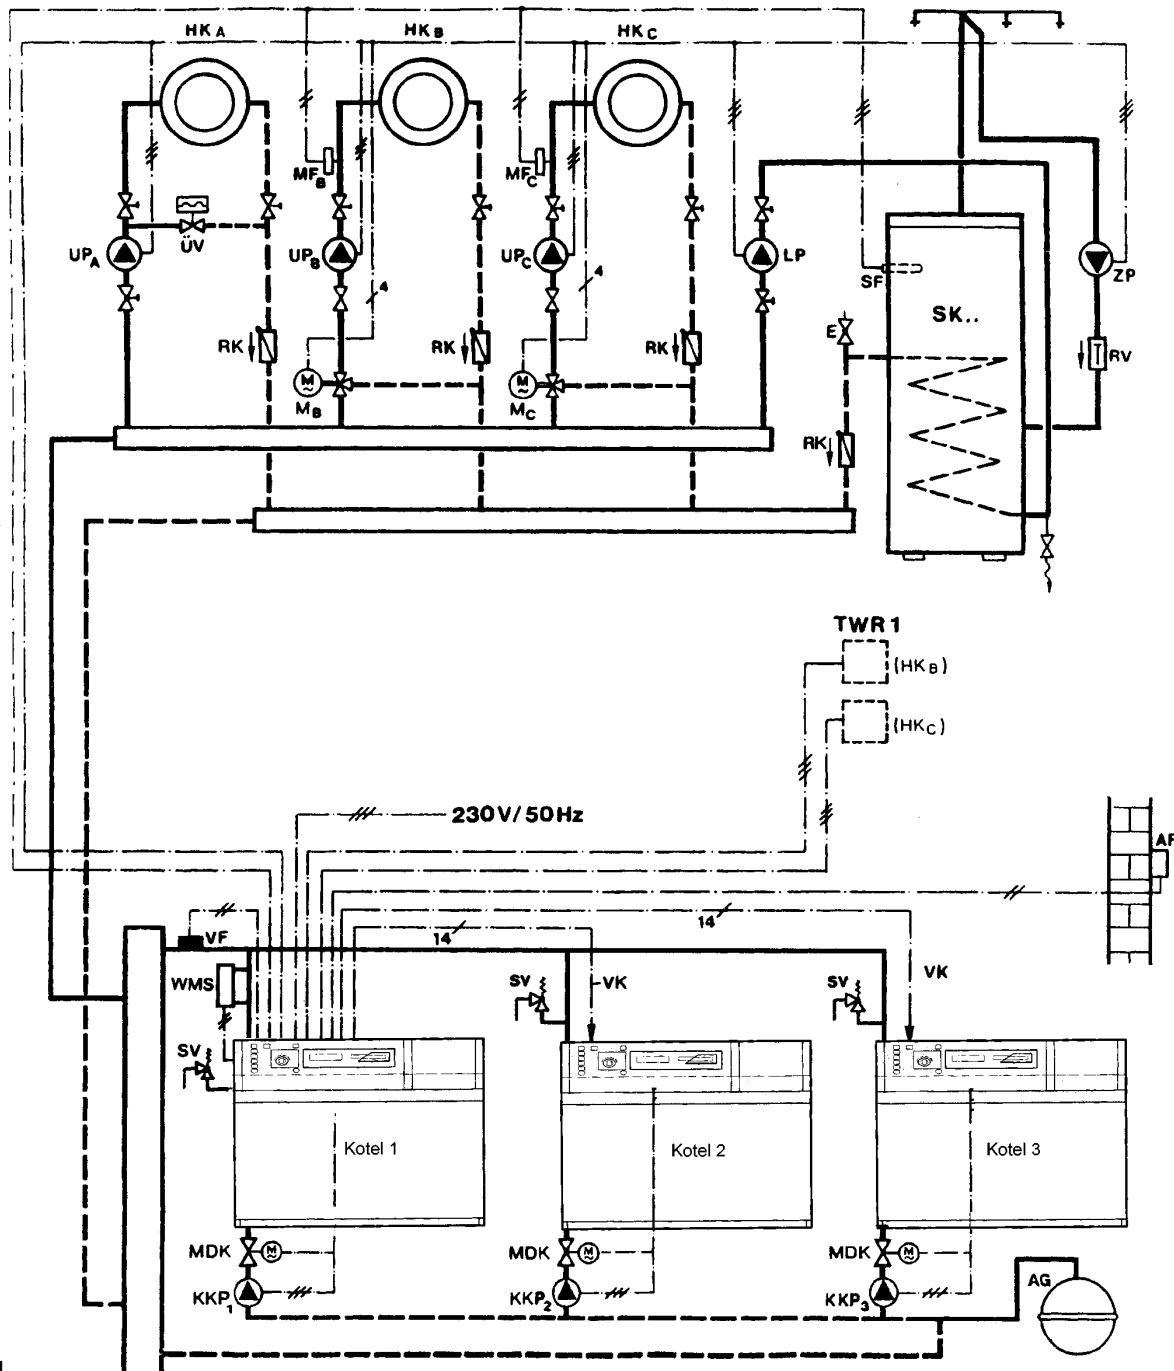 HK A
HK B
HK C
MF B
MF C
ÜV
UP A
UP B
UP C
LP
SF
ZP
4
4
SK..
E
RK
RK
RK
RV
M
~
M
~
M B
M C
RK
TWR 1
(HK B)
(HK C)
230V/50Hz
AF
14
14
VF
WMS
SV
VK
SV
VK
SV
Kotel 1
Kotel 2
Kotel 3
MDK
M
~
MDK
M
~
MDK
M
~
KKP 1
KKP 2
KKP 3
AG